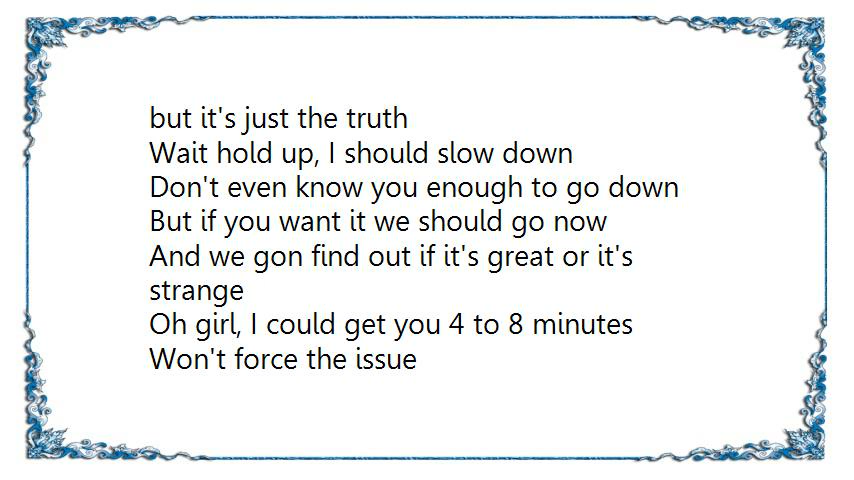 but it's just the truth
Wait hold up, I should slow down
Don't even know you enough to go down
But if you want it we should go now
And we gon find out if it's great or it's
strange
Oh girl, I could get you 4 to 8 minutes
Won't force the issue